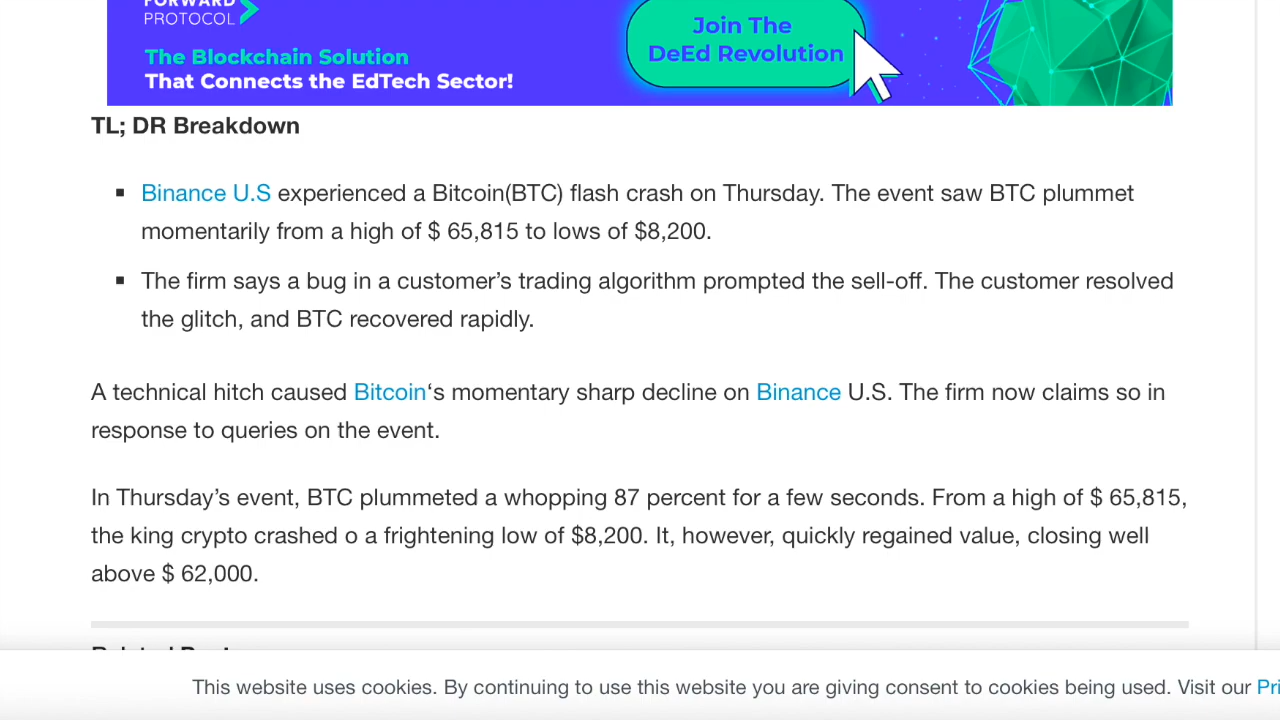 FORWARD
PROTOCOL
The Blockchain Solution
That Connects the EdTech Sector!
Join The
DeEd Revolution
TL; DR Breakdown
Binance U.S experienced a Bitcoin(BTC) flash crash on Thursday. The event saw BTC plummet
momentarily from a high of $ 65,815 to lows of $8,200.
The firm says a bug in a customer’s trading algorithm prompted the sell-off. The customer resolved
the glitch, and BTC recovered rapidly.
A technical hitch caused Bitcoin‘s momentary sharp decline on Binance U.S. The firm now claims so in
response to queries on the event.
In Thursday’s event, BTC plummeted a whopping 87 percent for a few seconds. From a high of $ 65,815,
the king crypto crashed o a frightening low of $8,200. It, however, quickly regained value, closing well
above $ 62,000.
This website uses cookies. By continuing to use this website you are giving consent to cookies being used. Visit our